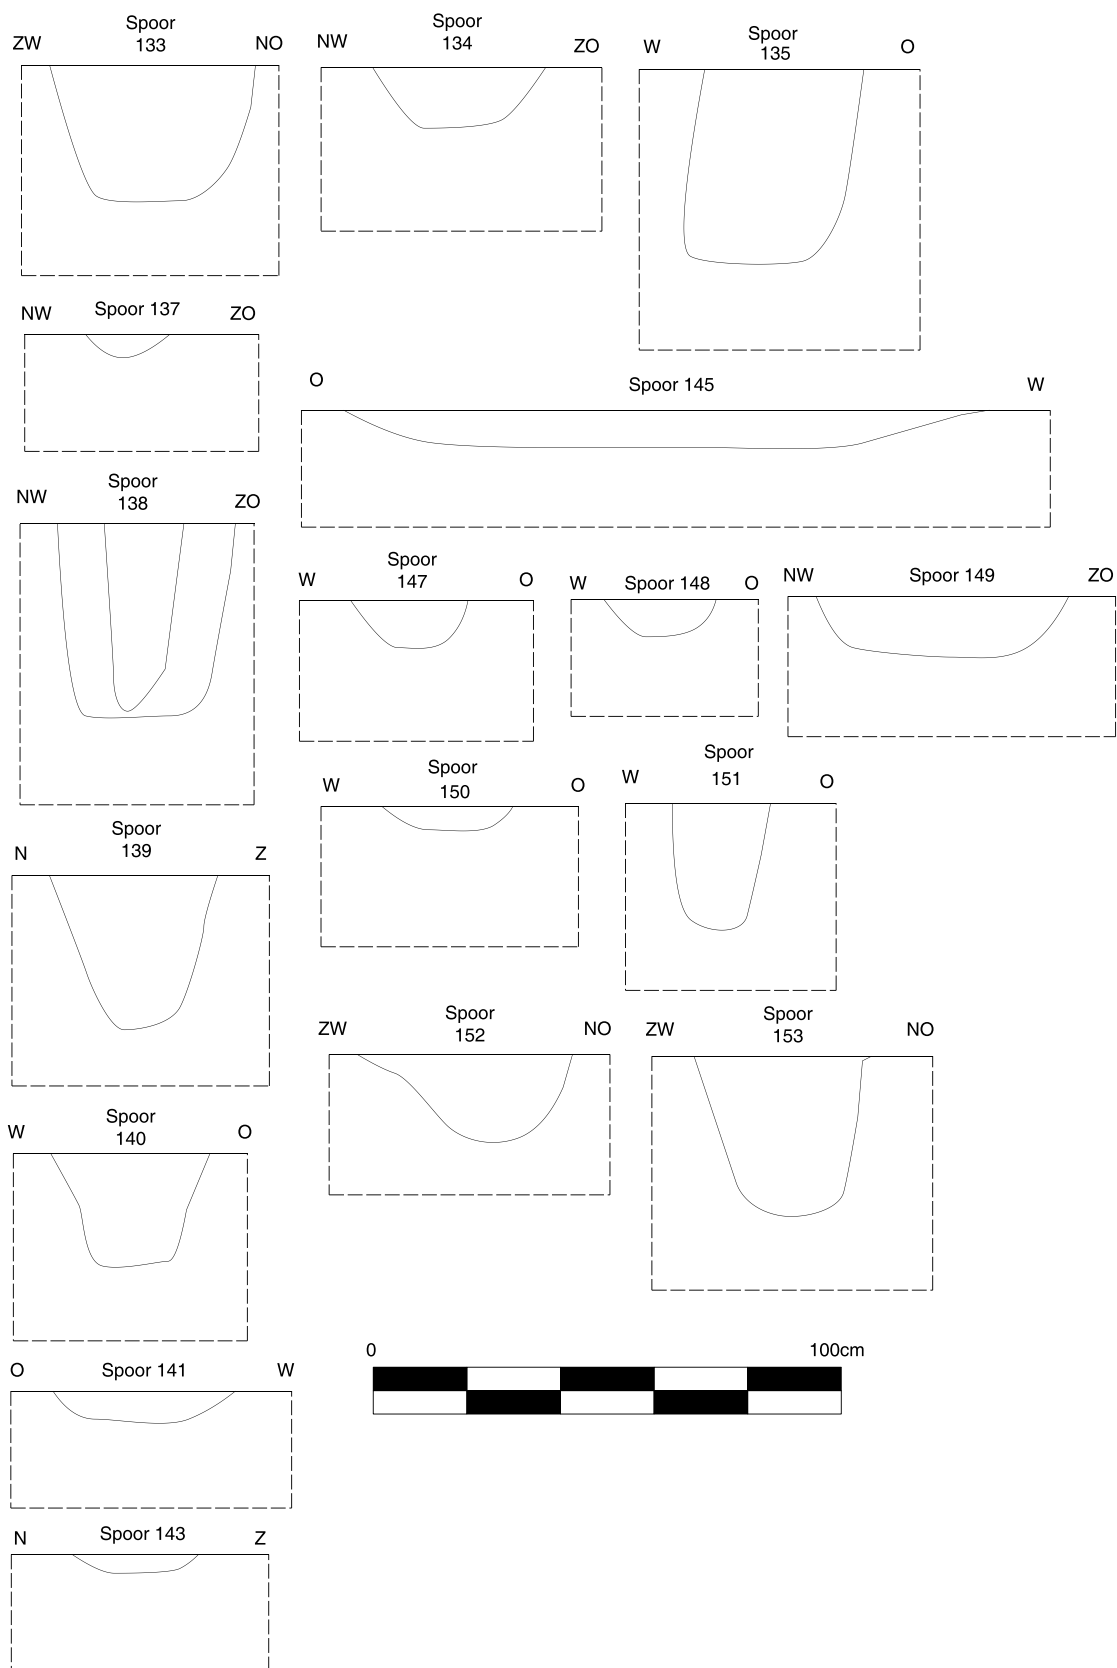 Spoor
133
ZW NO
Spoor
134
NW ZO
Spoor
135
W O
Spoor 137
NW ZO
O Spoor 145 W
Spoor
138
NW ZO
Spoor
147
W O
W Spoor 148 O
NW Spoor 149 ZO
Spoor
150
W O
Spoor
151
W O
Spoor
139
N Z
Spoor
152
ZW NO
Spoor
153
ZW NO
Spoor
140
W O
0 100cm
O Spoor 141 W
N Spoor 143 Z